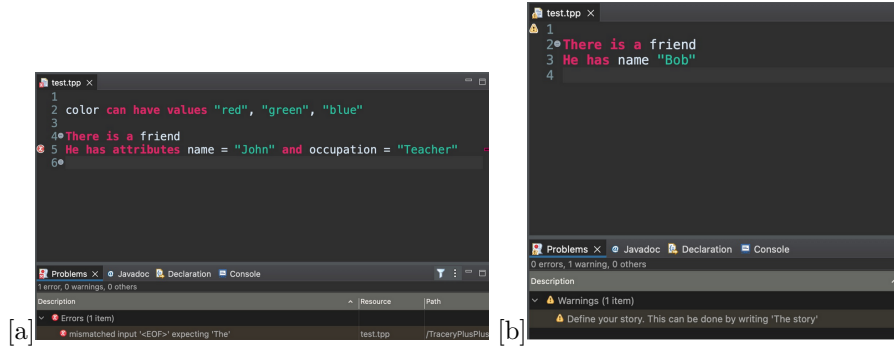 test.tpp
1
2 color can have values "red", "green", "blue"
3
4 There is a friend
5 He has attributes name = "John" and occupation = "Teacher"
6
Problems Javadoc Declaration Console
1 error, 0 warnings, 0 others
Description Resource Path
Errors (1 item)
mismatched input '<EOF>' expecting 'The' test.tpp /TraceryPlusPlus
[a]
test.tpp
1
2 There is a friend
3 He has name "Bob"
4
Problems Javadoc Declaration Console
0 errors, 1 warning, 0 others
Description
Warnings (1 item)
Define your story. This can be done by writing 'The story'
[b]